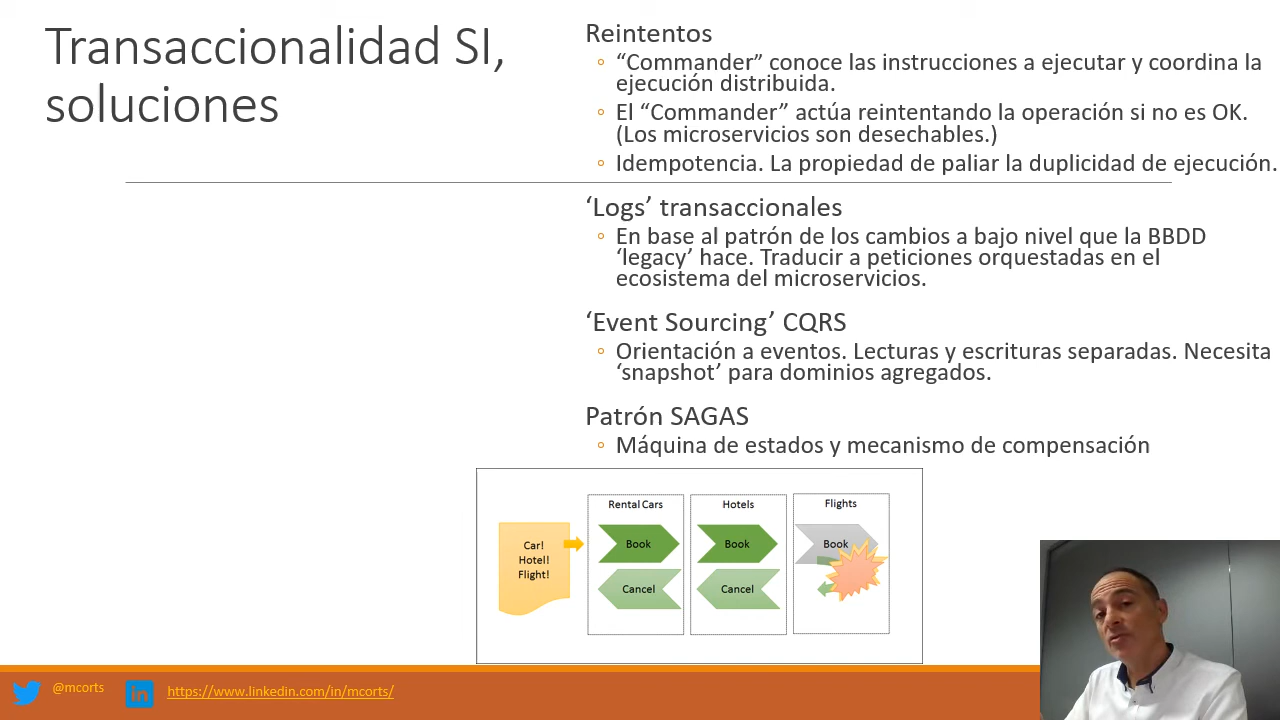 Transaccionalidad SI,
soluciones
Reintentos
“Commander” conoce las instrucciones a ejecutar y coordina la
ejecución distribuida.
El “Commander” actúa reintentando la operación si no es OK.
(Los microservicios son desechables.)
Idempotencia. La propiedad de paliar la duplicidad de ejecución.
‘Logs’ transaccionales
En base al patrón de los cambios a bajo nivel que la BBDD
‘legacy’ hace. Traducir a peticiones orquestadas en el
ecosistema del microservicios.
‘Event Sourcing’ CQRS
Orientación a eventos. Lecturas y escrituras separadas. Necesita
‘snapshot’ para dominios agregados.
Patrón SAGAS
Máquina de estados y mecanismo de compensación
Car!
Hotel!
Flight!
Rental Cars
Book
Cancel
Hotels
Book
Cancel
Flights
Book
@mcorts
in
https://www.linkedin.com/in/mcorts/